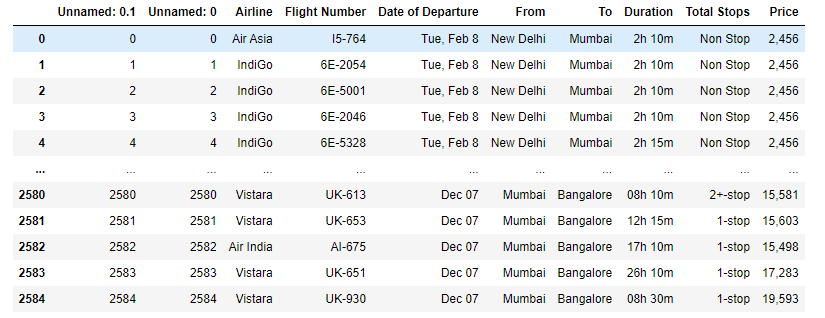 Unnamed: 0.1 Unnamed: 0 Airline Flight Number Date of Departure From To Duration Total Stops Price
0 0 0 Air Asia I5-764 Tue, Feb 8 New Delhi Mumbai 2h 10m Non Stop 2,456
1 1 1 IndiGo 6E-2054 Tue, Feb 8 New Delhi Mumbai 2h 10m Non Stop 2,456
2 2 2 IndiGo 6E-5001 Tue, Feb 8 New Delhi Mumbai 2h 10m Non Stop 2,456
3 3 3 IndiGo 6E-2046 Tue, Feb 8 New Delhi Mumbai 2h 10m Non Stop 2,456
4 4 4 IndiGo 6E-5328 Tue, Feb 8 New Delhi Mumbai 2h 15m Non Stop 2,456
... ... ... ... ... ... ... ... ... ... ...
2580 2580 2580 Vistara UK-613 Dec 07 Mumbai Bangalore 08h 10m 2+-stop 15,581
2581 2581 2581 Vistara UK-653 Dec 07 Mumbai Bangalore 12h 15m 1-stop 15,603
2582 2582 2582 Air India AI-675 Dec 07 Mumbai Bangalore 17h 10m 1-stop 15,498
2583 2583 2583 Vistara UK-651 Dec 07 Mumbai Bangalore 26h 10m 1-stop 17,283
2584 2584 2584 Vistara UK-930 Dec 07 Mumbai Bangalore 08h 30m 1-stop 19,593